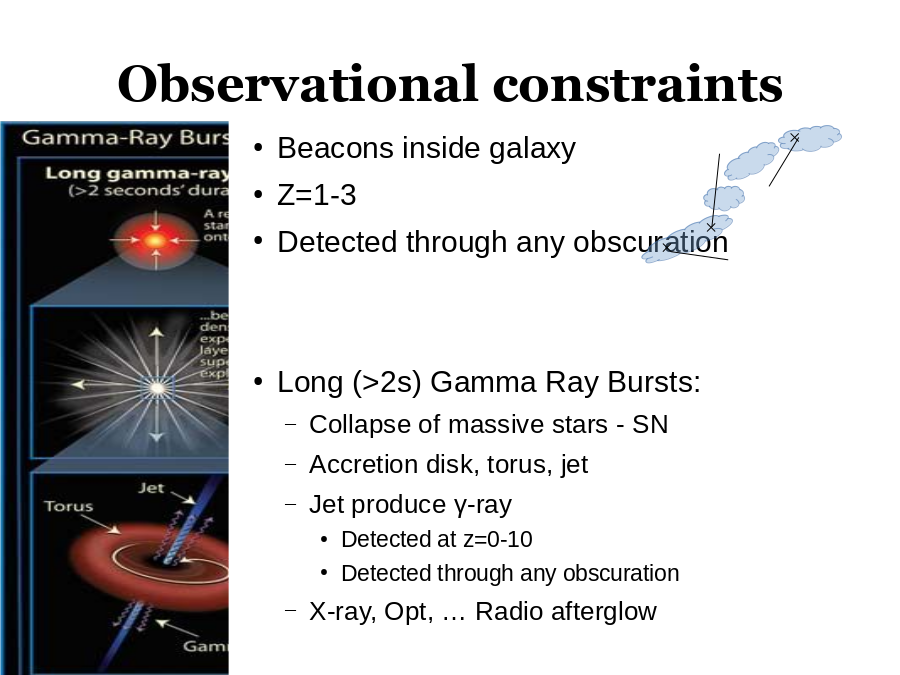 Observational constraints
Gamma-Ray Burs
Long gamma-ray
(>2 seconds' dura
A re
star
onto
...be
den
expe
laye
supe
expl
Jet
Torus
Gam
• Beacons inside galaxy
• Z=1-3
• Detected through any obscuration
• Long (>2s) Gamma Ray Bursts:
– Collapse of massive stars - SN
– Accretion disk, torus, jet
– Jet produce γ-ray
• Detected at z=0-10
• Detected through any obscuration
– X-ray, Opt, … Radio afterglow